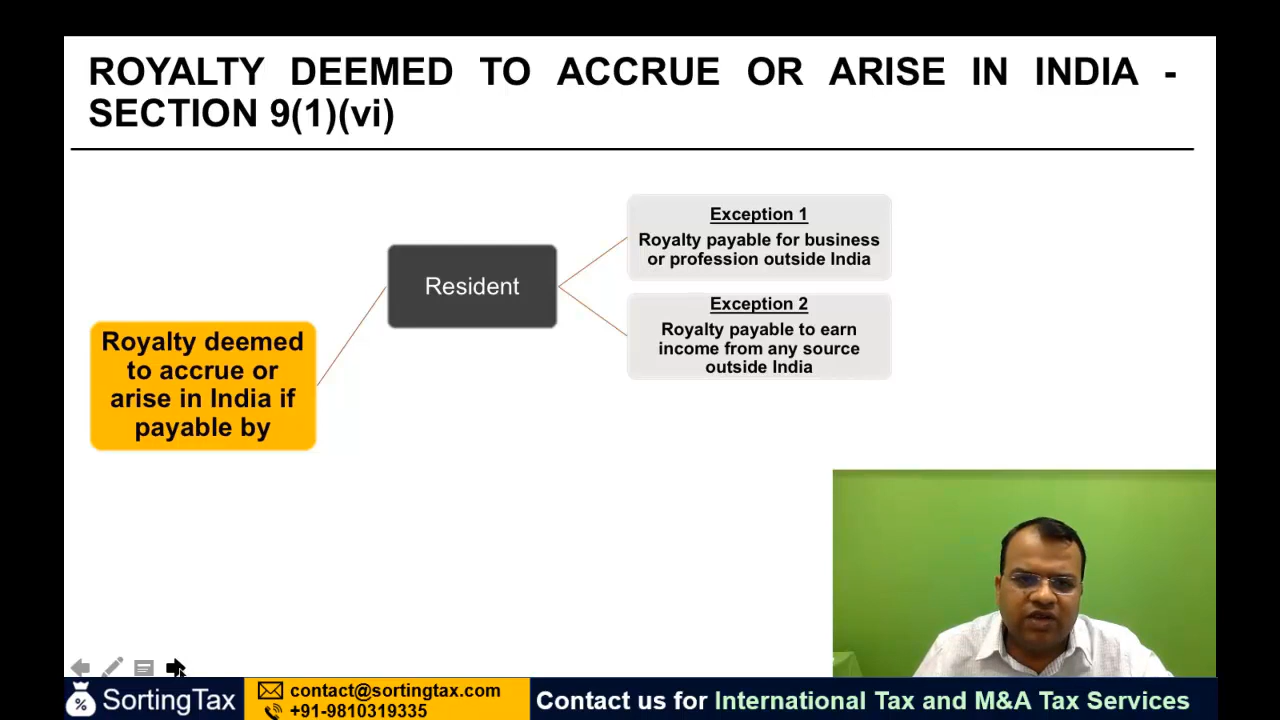 ROYALTY DEEMED TO ACCRUE OR ARISE IN INDIA -
SECTION 9(1)(vi)
Exception 1
Royalty payable for business
or profession outside India
Resident
Exception 2
Royalty payable to earn
income from any source
outside India
Royalty deemed
to accrue or
arise in India if
payable by
SortingTax
contact@sortingtax.com
+91-9810319335
Contact us for International Tax and M&A Tax Services